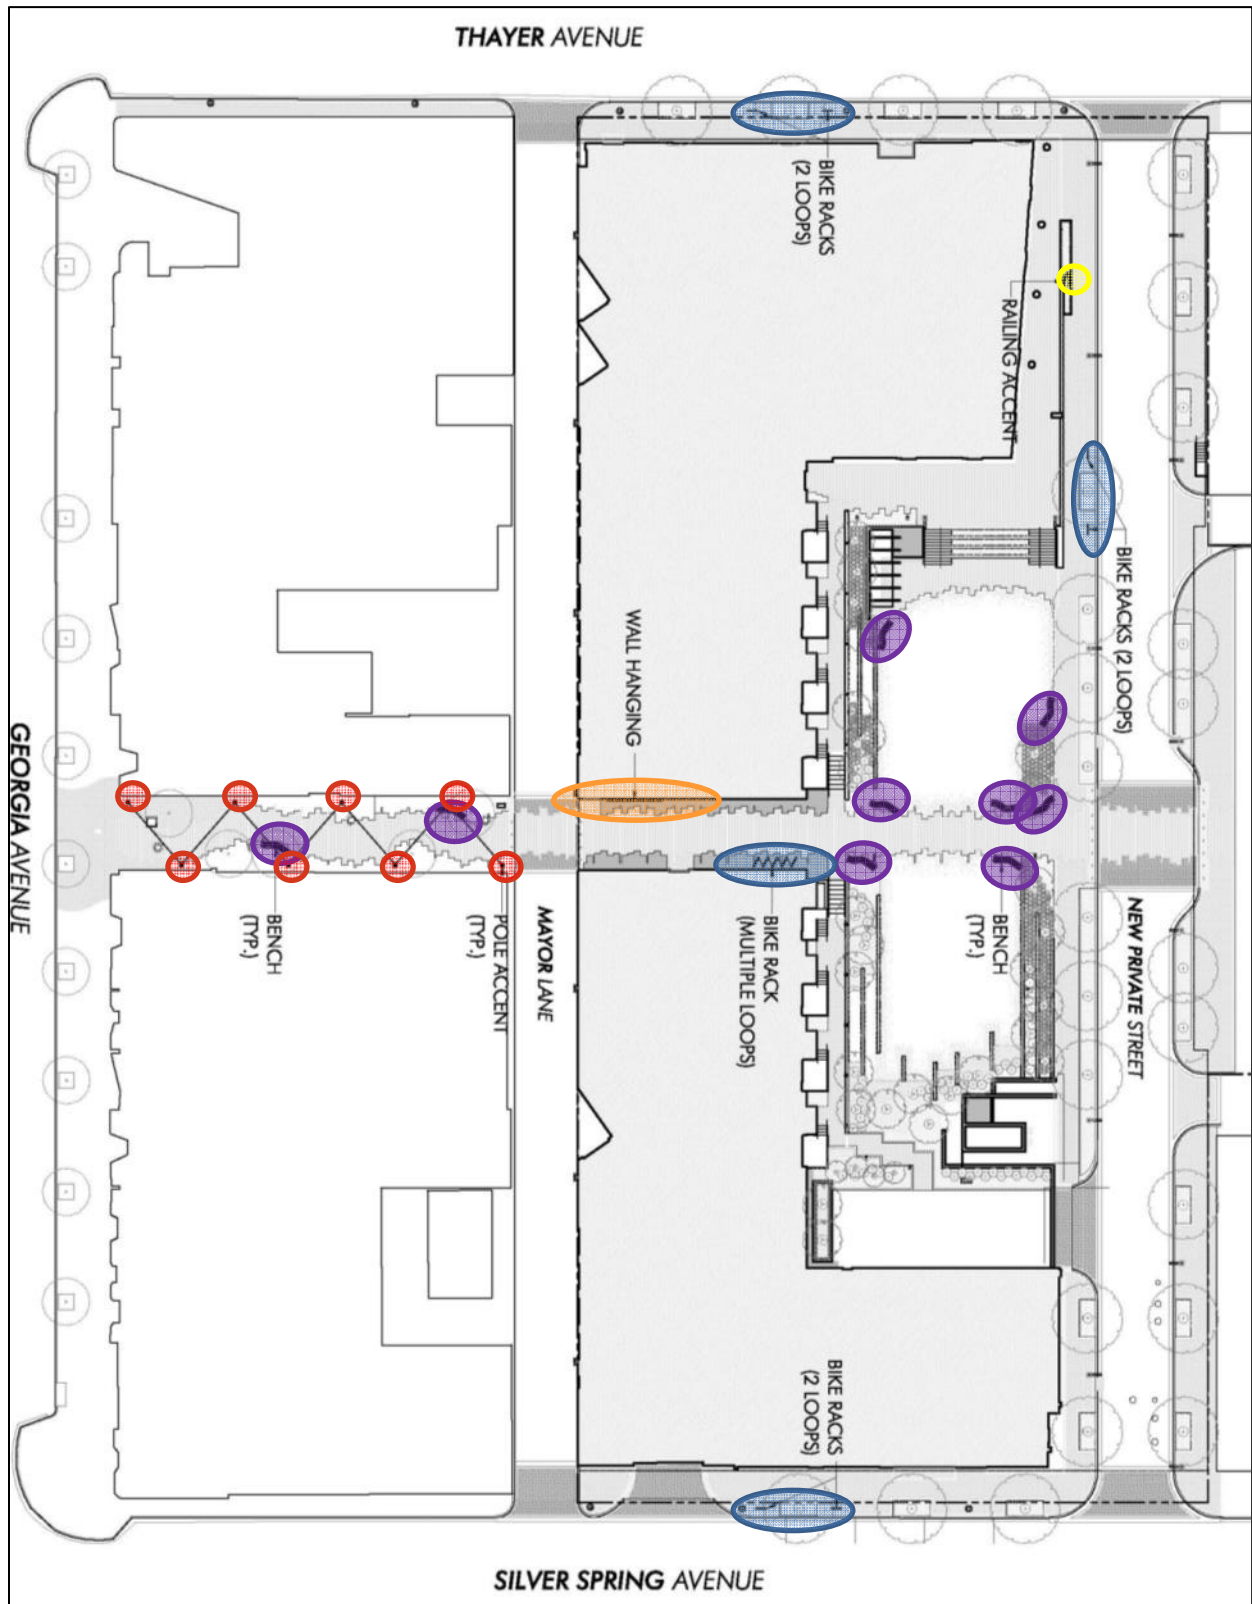 THAYER AVENUE
BIKE RACKS
(2 LOOPS)
RAILING ACCENT
BIKE RACKS (2 LOOPS)
WALL HANGING
GEORGIA AVENUE
BENCH
(TYP.)
POLE ACCENT
(TYP.)
MAYOR LANE
BIKE RACK
(MULTIPLE LOOPS)
BENCH
(TYP.)
NEW PRIVATE STREET
BIKE RACKS
(2 LOOPS)
SILVER SPRING AVENUE